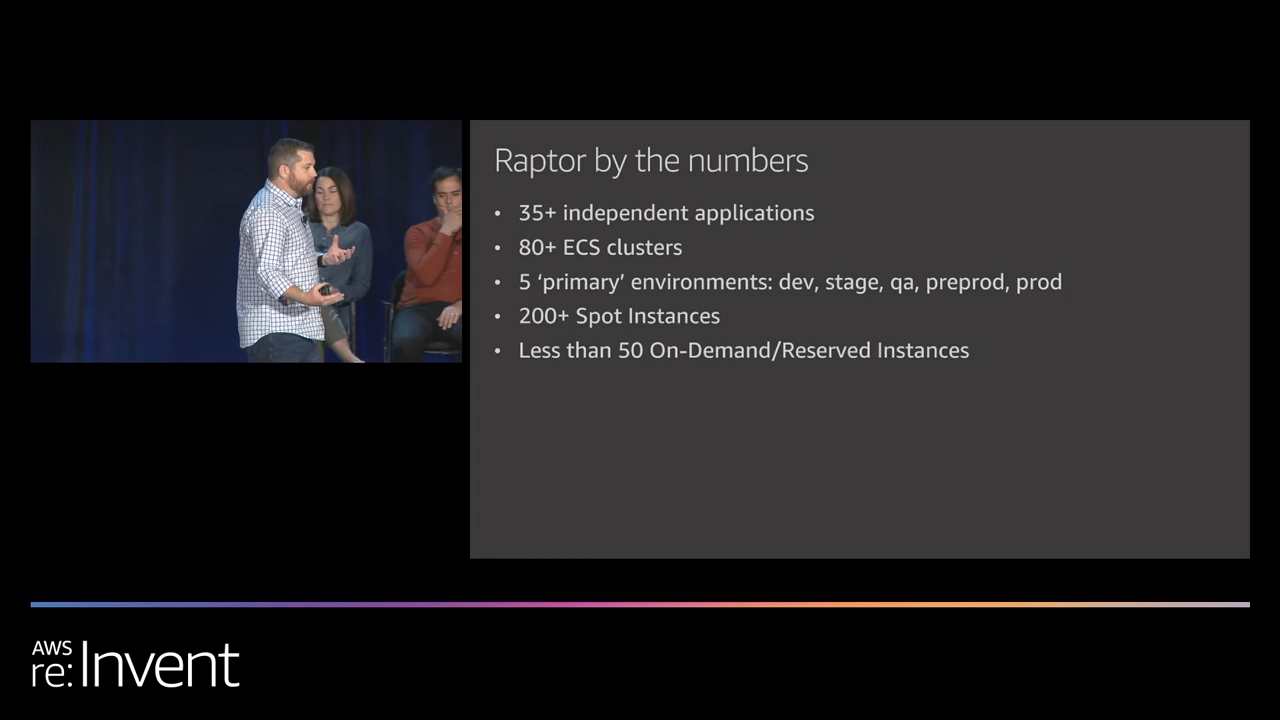 Raptor by the numbers
• 35+ independent applications
• 80+ ECS clusters
• 5 ‘primary’ environments: dev, stage, qa, preprod, prod
• 200+ Spot Instances
• Less than 50 On-Demand/Reserved Instances
AWS
re:Invent